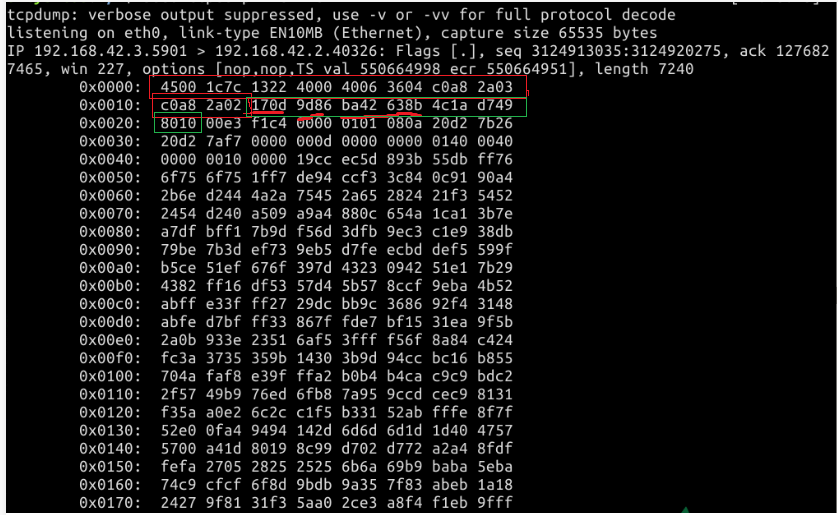 tcpdump: verbose output suppressed, use -v or -vv for full protocol decode
listening on eth0, link-type EN10MB (Ethernet), capture size 65535 bytes
IP 192.168.42.3.5901 > 192.168.42.2.40326: Flags [.], seq 3124913035:3124920275, ack 127682
7465, win 227, options [nop,nop,TS val 550664998 ecr 550664951], length 7240
0x0000: 4500 1c7c 1322 4000 4006 3604 c0a8 2a03
0x0010: c0a8 2a02 170d 9d86 ba42 638b 4c1a d749
0x0020: 8010 00e3 f1c4 0000 0101 080a 20d2 7b26
0x0030: 20d2 7af7 0000 000d 0000 0000 0140 0040
0x0040: 0000 0010 0000 19cc ec5d 893b 55db ff76
0x0050: 6f75 6f75 1ff7 de94 ccf3 3c84 0c91 90a4
0x0060: 2b6e d244 4a2a 7545 2a65 2824 21f3 5452
0x0070: 2454 d240 a509 a9a4 880c 654a 1ca1 3b7e
0x0080: a7df bff1 7b9d f56d 3dfb 9ec3 c1e9 38db
0x0090: 79be 7b3d ef73 9eb5 d7fe ecbd def5 599f
0x00a0: b5ce 51ef 676f 397d 4323 0942 51e1 7b29
0x00b0: 4382 ff16 df53 57d4 5b57 8ccf 9eba 4b52
0x00c0: abff e33f ff27 29dc bb9c 3686 92f4 3148
0x00d0: abfe d7bf ff33 867f fde7 bf15 31ea 9f5b
0x00e0: 2a0b 933e 2351 6af5 3fff f56f 8a84 c424
0x00f0: fc3a 3735 359b 1430 3b9d 94cc bc16 b855
0x0100: 704a faf8 e39f ffa2 b0b4 b4ca c9c9 bdc2
0x0110: 2f57 49b9 76ed 6fb8 7a95 9ccd cec9 8131
0x0120: f35a a0e2 6c2c c1f5 b331 52ab fffe 8f7f
0x0130: 52e0 0fa4 9494 142d 6d6d 6d1d 1d40 4757
0x0140: 5700 a41d 8019 8c99 d702 d772 a2a4 8fdf
0x0150: fefa 2705 2825 2526 6b6a 69b9 baba 5eba
0x0160: 74c9 cfcf 6f8d 9bdb 9a35 7f83 abeb 1a18
0x0170: 2427 9f81 31f3 5aa0 2ce3 a8f4 f1eb 9fff